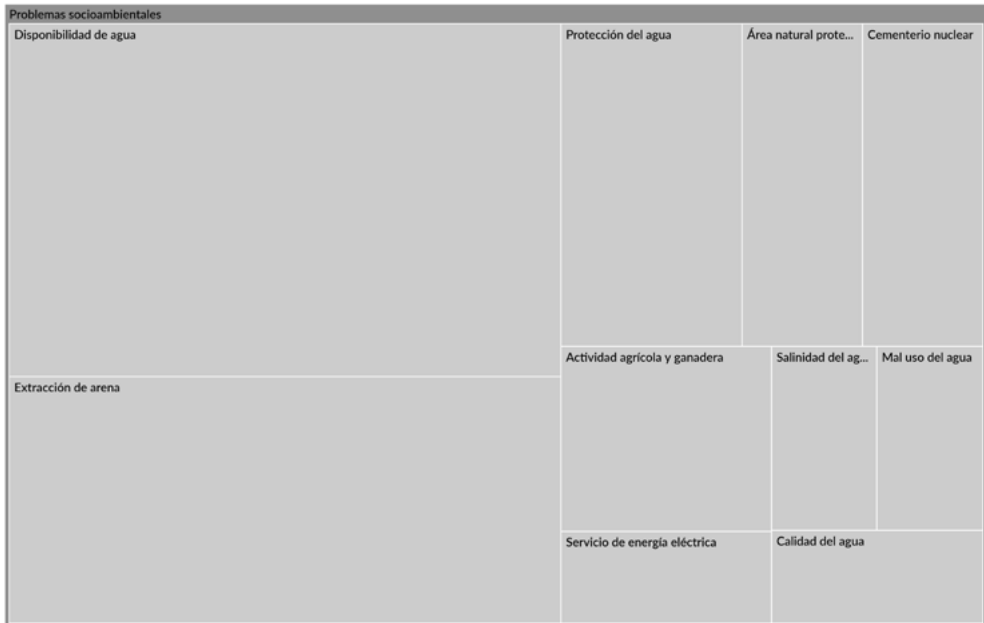 Problemas socioambientales
Disponibilidad de agua
Protección del agua
Área natural prote...
Cementerio nuclear
Extracción de arena
Actividad agrícola y ganadera
Salinidad del ag...
Mal uso del agua
Servicio de energía eléctrica
Calidad del agua